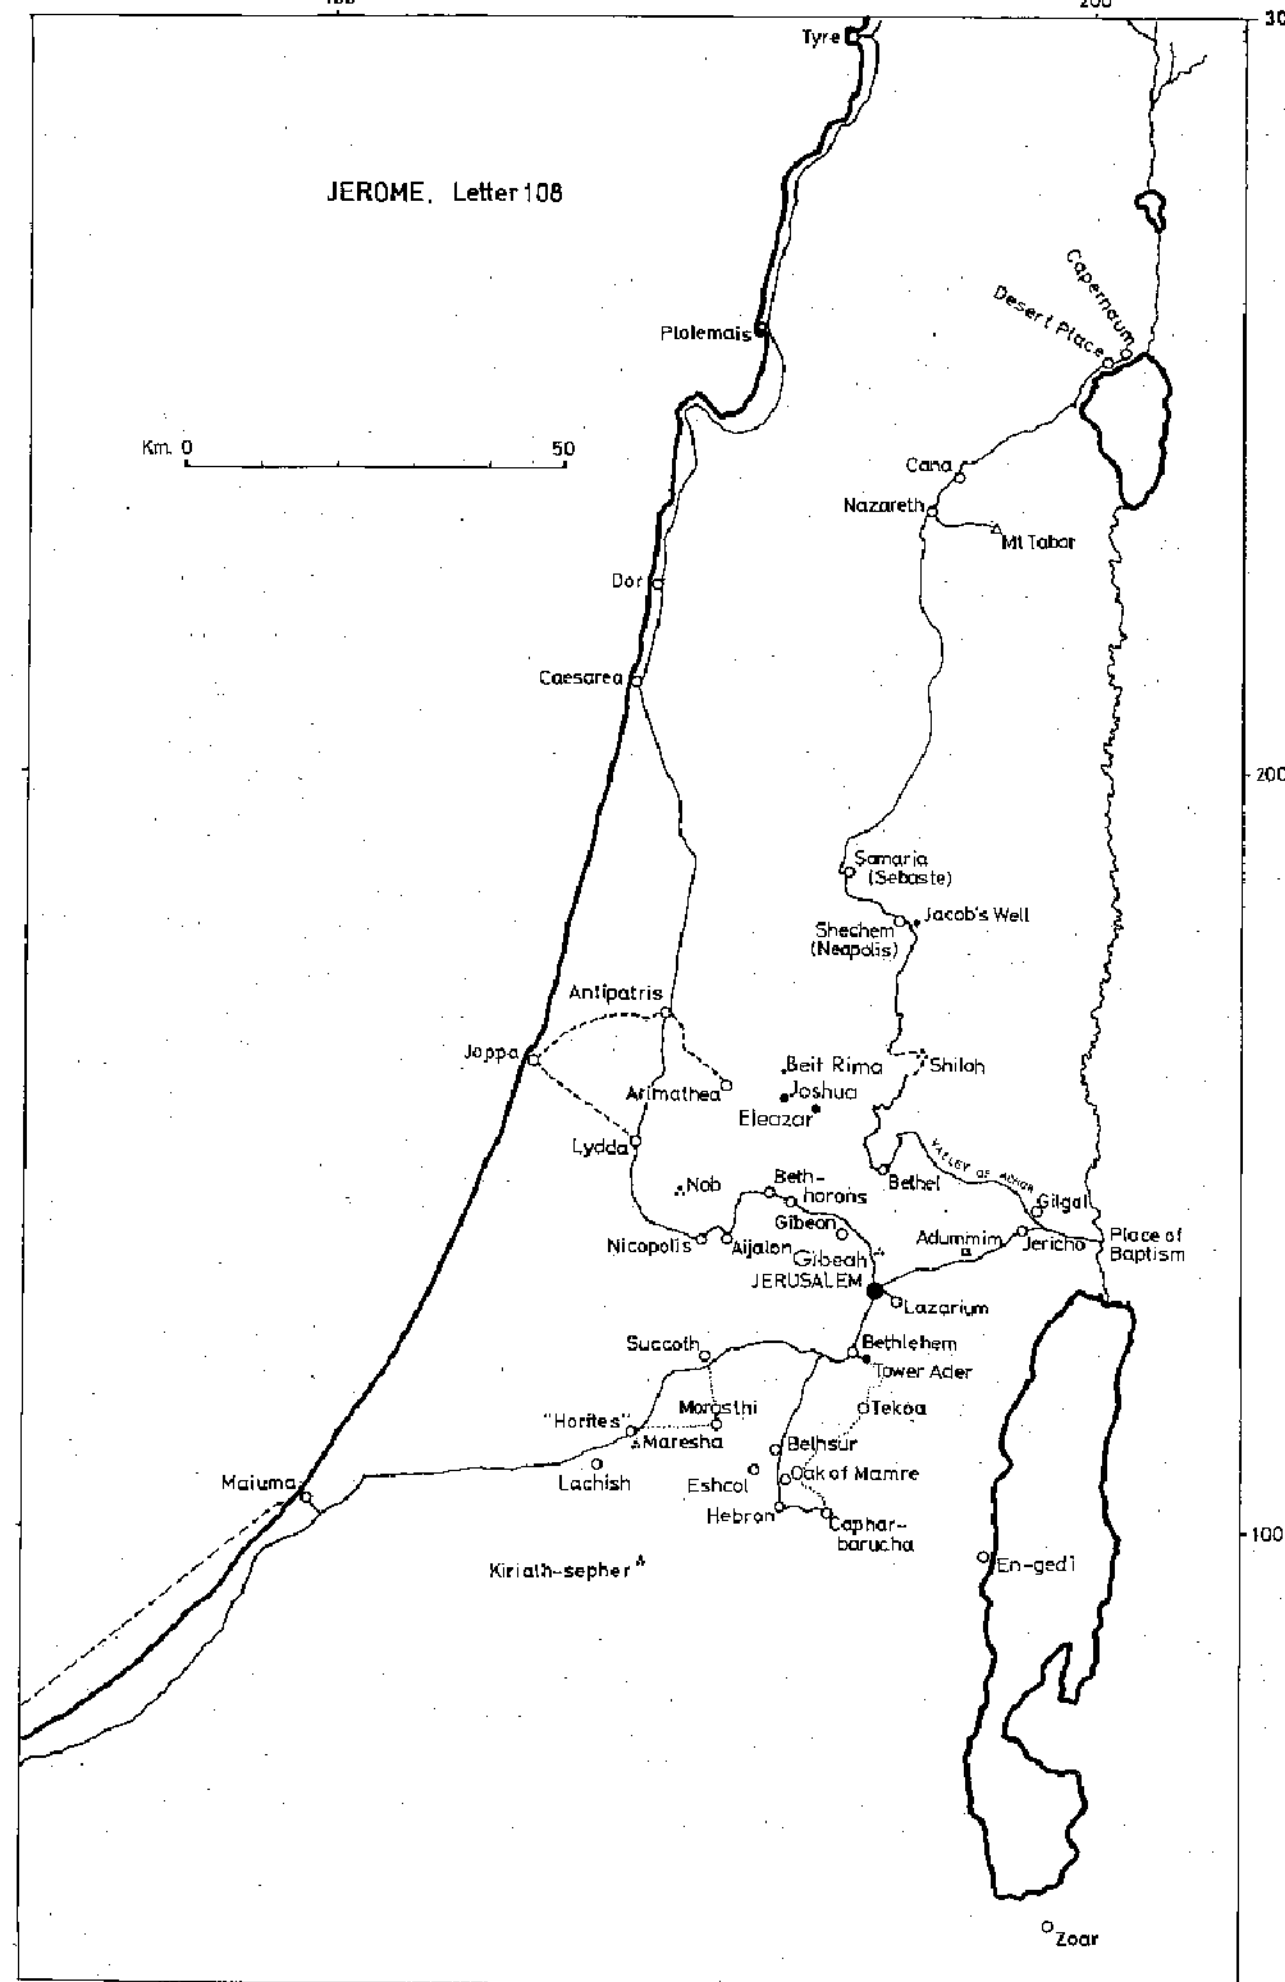 200
30
Tyre
JEROME, Letter 108
Capernaum
Desert Place
Ptolemais
Km. 0 50
Cana
Nazareth
Mt Tabor
Dor
Caesarea
200
Samaria
(Sebaste)
Jacob's Well
Shechem
(Neapolis)
Antipatris
Joppa
Beit Rima
Shiloh
Arimathea
Joshua
Eleazar
Lydda
VALLEY OF ACHOR
Bethel
Nob
Beth-
horons
Gilgal
Gibeon
Nicopolis
Aijalon
Adummim
Jericho
Place of
Baptism
Gibeah
JERUSALEM
Lazarium
Succoth
Bethlehem
Tower Ader
Morasthi
Tekoa
"Horites"
Maresha
Bethsur
Lachish
Eshcol
Oak of Mamre
Maiuma
Hebron
Caphar-
barucha
100
Kiriath-sepher
En-gedi
Zoar